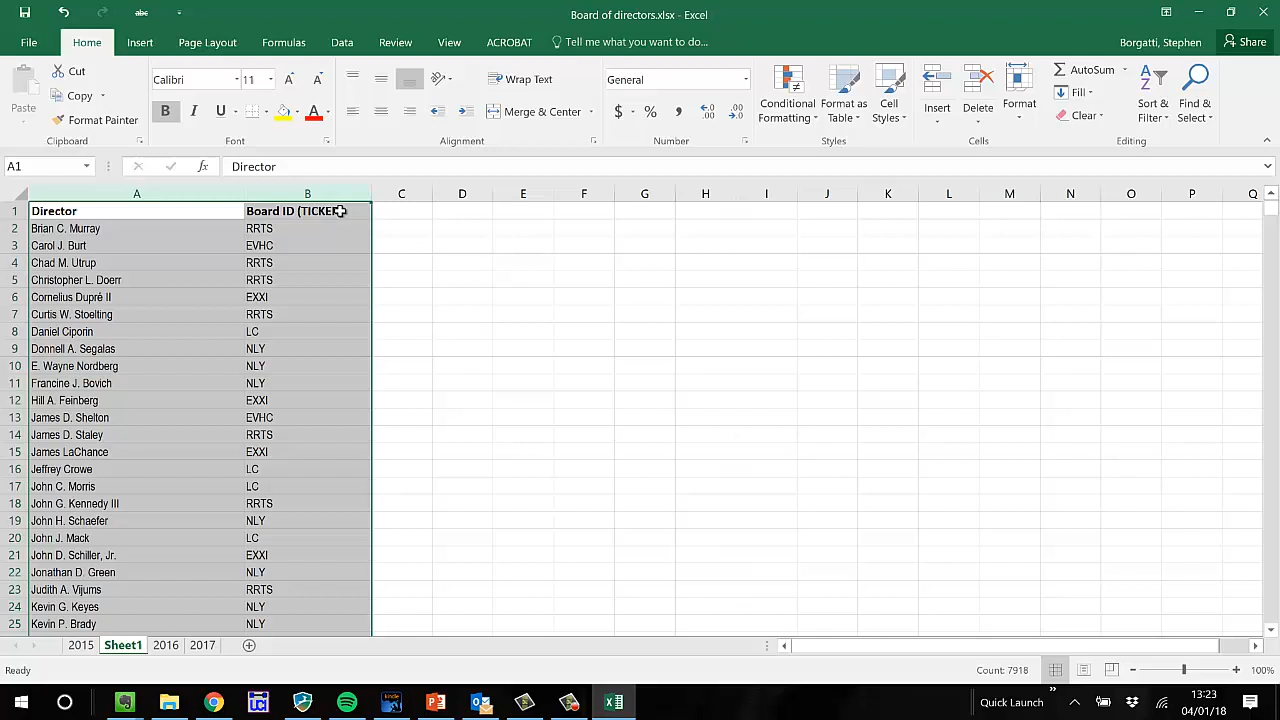 abc
Board of directors.xlsx - Excel
File Home Insert Page Layout Formulas Data Review View ACROBAT Tell me what you want to do... Borgatti, Stephen Share
Paste
Cut
Copy
Format Painter
Clipboard
Calibri 11 A A
B I U A
Font
Wrap Text
Merge & Center
Alignment
General
$ % ,
Number
Conditional Formatting
Format as Table
Cell Styles
Styles
Insert Delete Format
Cells
AutoSum
Fill
Clear
Sort & Filter
Find & Select
Editing
A1 fx Director
A B C D E F G H I J K L M N O P Q
1 Director Board ID (TICKER
2 Brian C. Murray RRTS
3 Carol J. Burt EVHC
4 Chad M. Utrup RRTS
5 Christopher L. Doerr RRTS
6 Cornelius Dupré II EXXI
7 Curtis W. Stoelting RRTS
8 Daniel Ciporin LC
9 Donnell A. Segalas NLY
10 E. Wayne Nordberg NLY
11 Francine J. Bovich NLY
12 Hill A. Feinberg EXXI
13 James D. Shelton EVHC
14 James D. Staley RRTS
15 James LaChance EXXI
16 Jeffrey Crowe LC
17 John C. Morris LC
18 John G. Kennedy III RRTS
19 John H. Schaefer NLY
20 John J. Mack LC
21 John D. Schiller, Jr. EXXI
22 Jonathan D. Green NLY
23 Judith A. Vijums RRTS
24 Kevin G. Keyes NLY
25 Kevin P. Brady NLY
2015 Sheet1 2016 2017
Ready Count: 7918 100%
Quick Launch 13:23
04/01/18